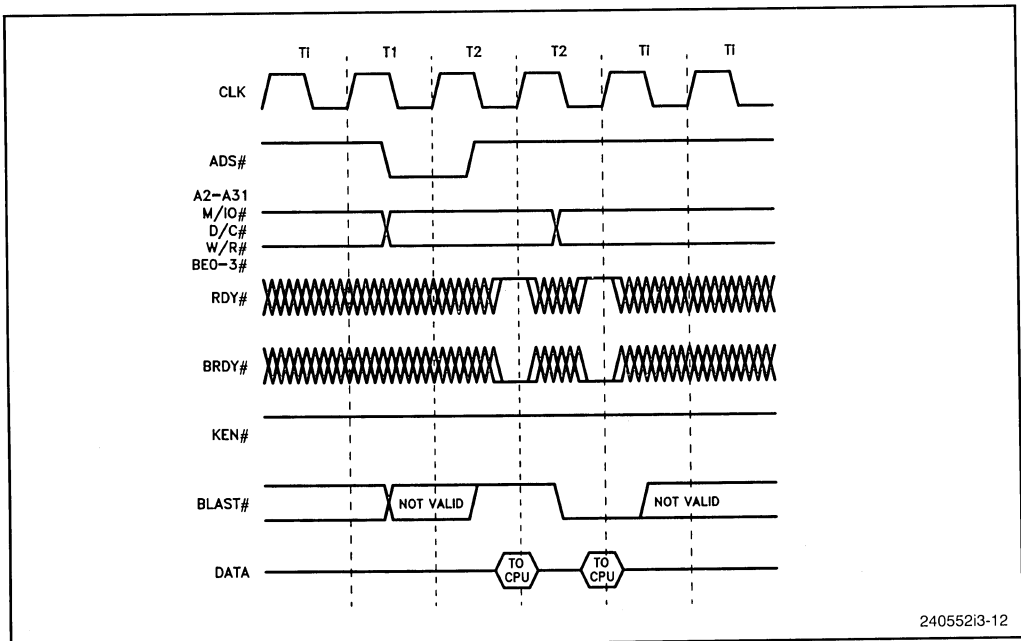 Ti T1 T2 T2 Ti Ti
CLK
ADS#
A2–A31
M/IO#
D/C#
W/R#
BE0–3#
RDY#
BRDY#
KEN#
BLAST# NOT VALID NOT VALID
DATA TO CPU TO CPU
240552i3-12